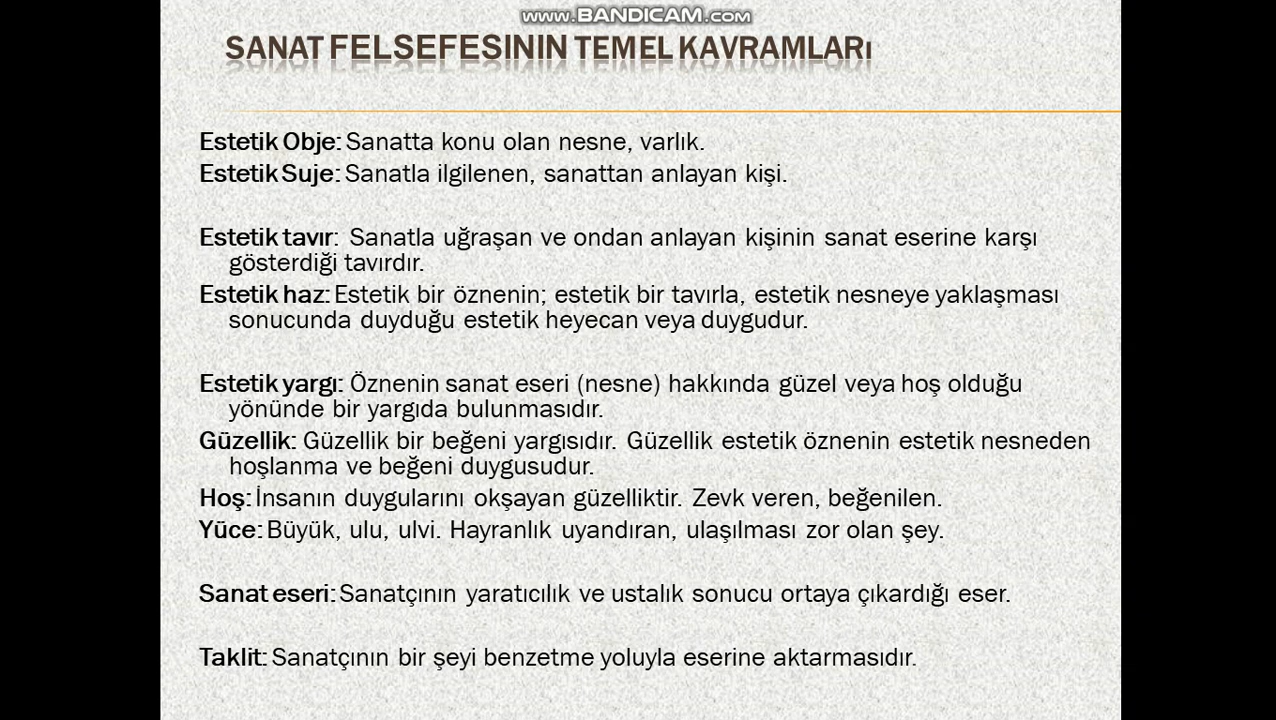 www.BANDICAM.com
SANAT FELSEFESININ TEMEL KAVRAMLARı
Estetik Obje: Sanatta konu olan nesne, varlık.
Estetik Suje: Sanatla ilgilenen, sanattan anlayan kişi.
Estetik tavır: Sanatla uğraşan ve ondan anlayan kişinin sanat eserine karşı
gösterdiği tavırdır.
Estetik haz: Estetik bir öznenin; estetik bir tavırla, estetik nesneye yaklaşması
sonucunda duyduğu estetik heyecan veya duygudur.
Estetik yargı: Öznenin sanat eseri (nesne) hakkında güzel veya hoş olduğu
yönünde bir yargıda bulunmasıdır.
Güzellik: Güzellik bir beğeni yargısıdır. Güzellik estetik öznenin estetik nesneden
hoşlanma ve beğeni duygusudur.
Hoş: İnsanın duygularını okşayan güzelliktir. Zevk veren, beğenilen.
Yüce: Büyük, ulu, ulvi. Hayranlık uyandıran, ulaşılması zor olan şey.
Sanat eseri: Sanatçının yaratıcılık ve ustalık sonucu ortaya çıkardığı eser.
Taklit: Sanatçının bir şeyi benzetme yoluyla eserine aktarmasıdır.